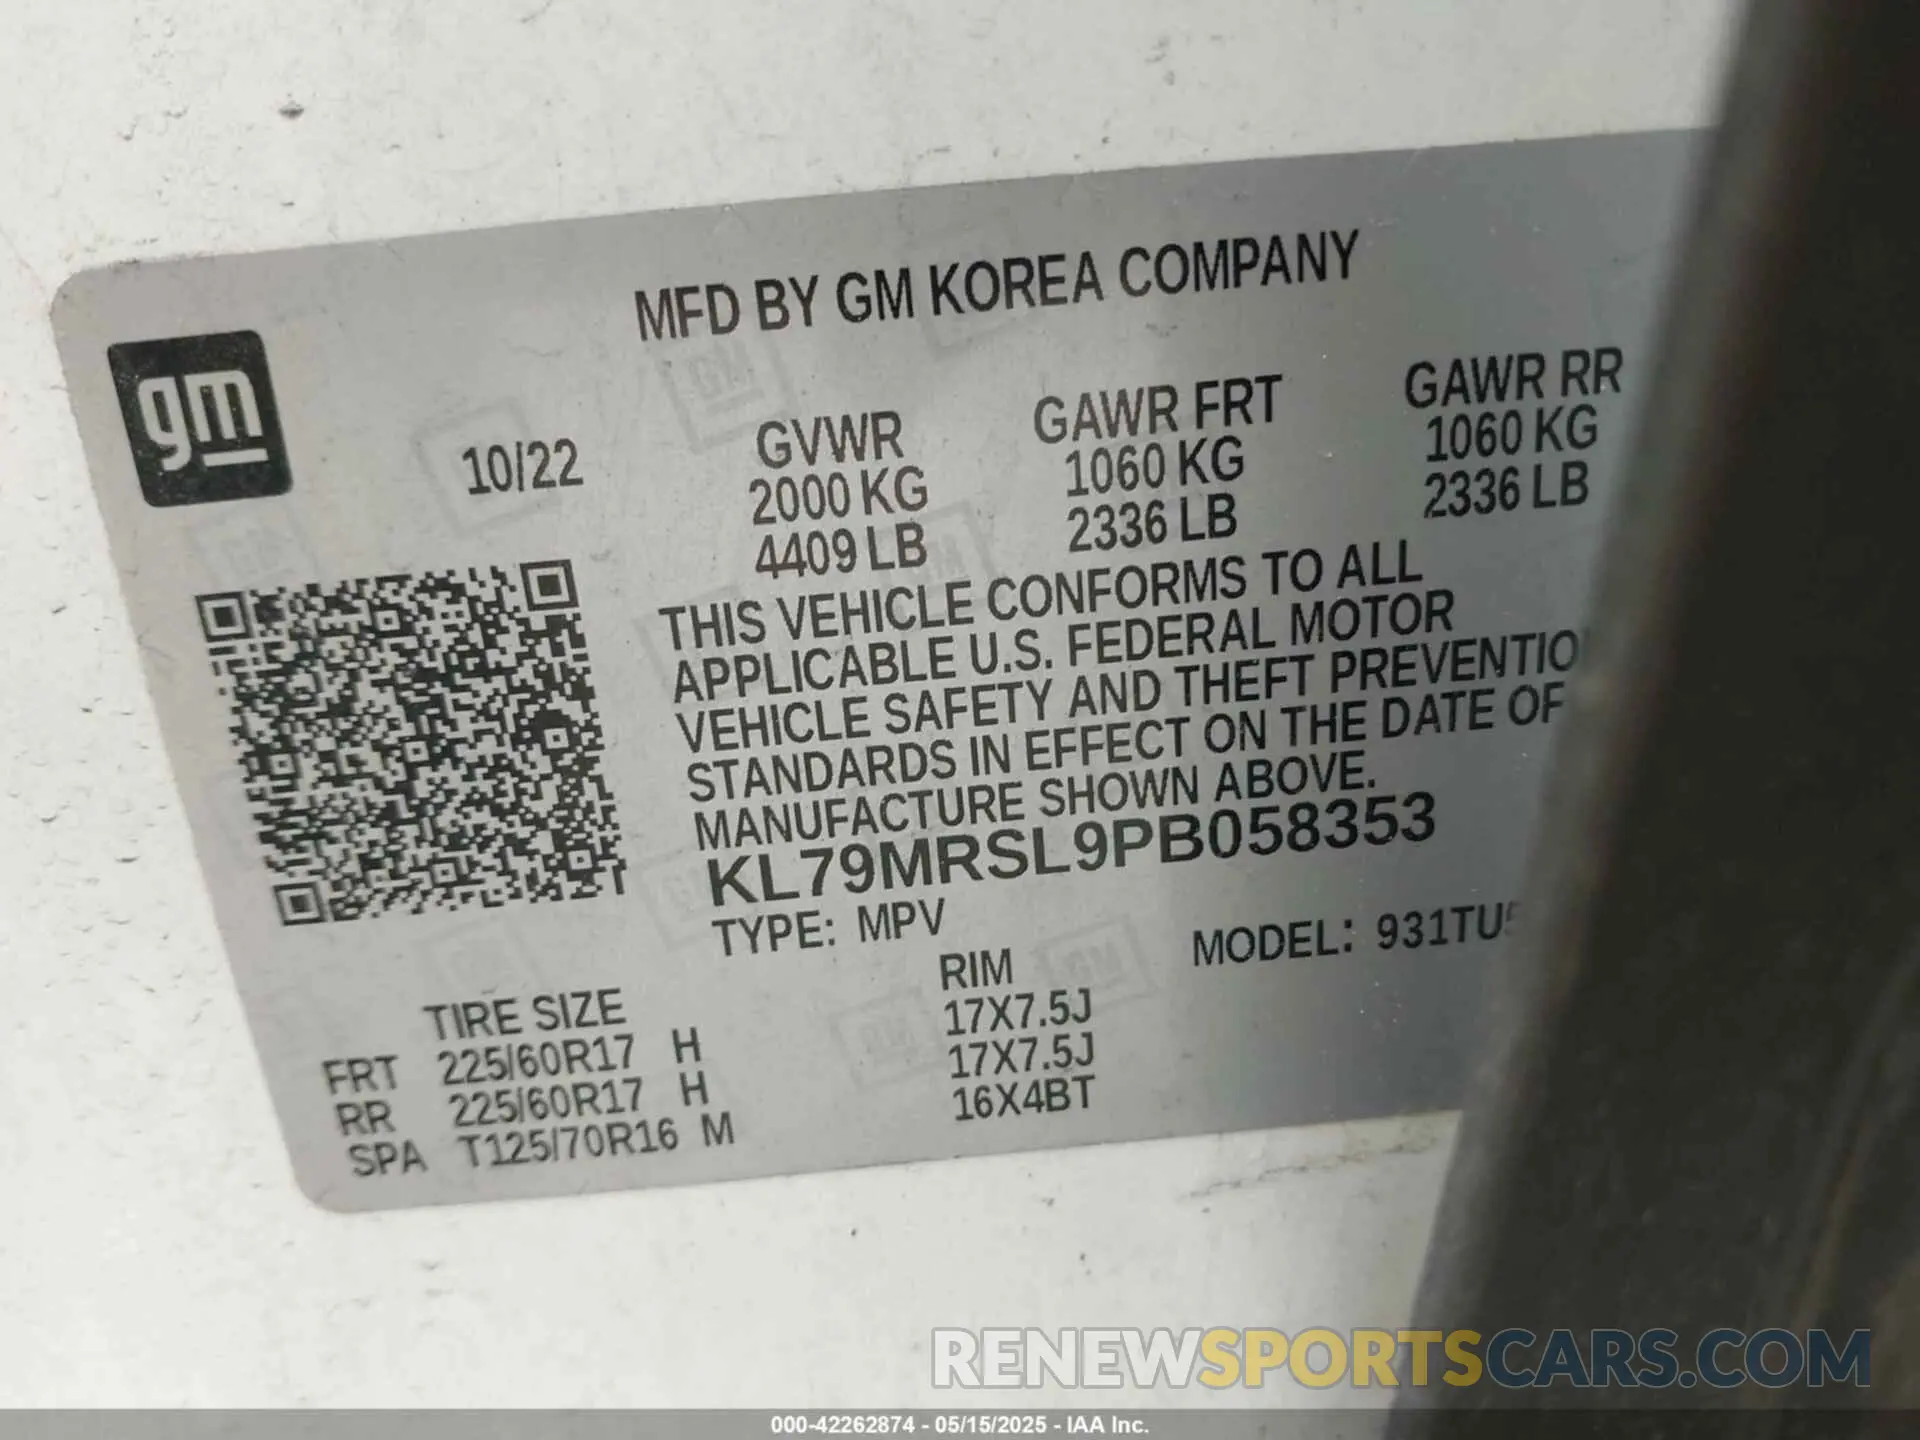 MFD BY GM KOREA COMPANY
gm
10/22
GVWR GAWR FRT GAWR RR
2000 KG 1060 KG 1060 KG
4409 LB 2336 LB 2336 LB
THIS VEHICLE CONFORMS TO ALL
APPLICABLE U.S. FEDERAL MOTOR
VEHICLE SAFETY AND THEFT PREVENTIO
STANDARDS IN EFFECT ON THE DATE OF
MANUFACTURE SHOWN ABOVE.
KL79MRSL9PB058353
TYPE: MPV MODEL: 931TU
TIRE SIZE RIM
FRT 225/60R17 H 17X7.5J
RR 225/60R17 H 17X7.5J
SPA T125/70R16 M 16X4BT
RENEWSPORTSCARS.COM
000-42262874 - 05/15/2025 - IAA Inc.